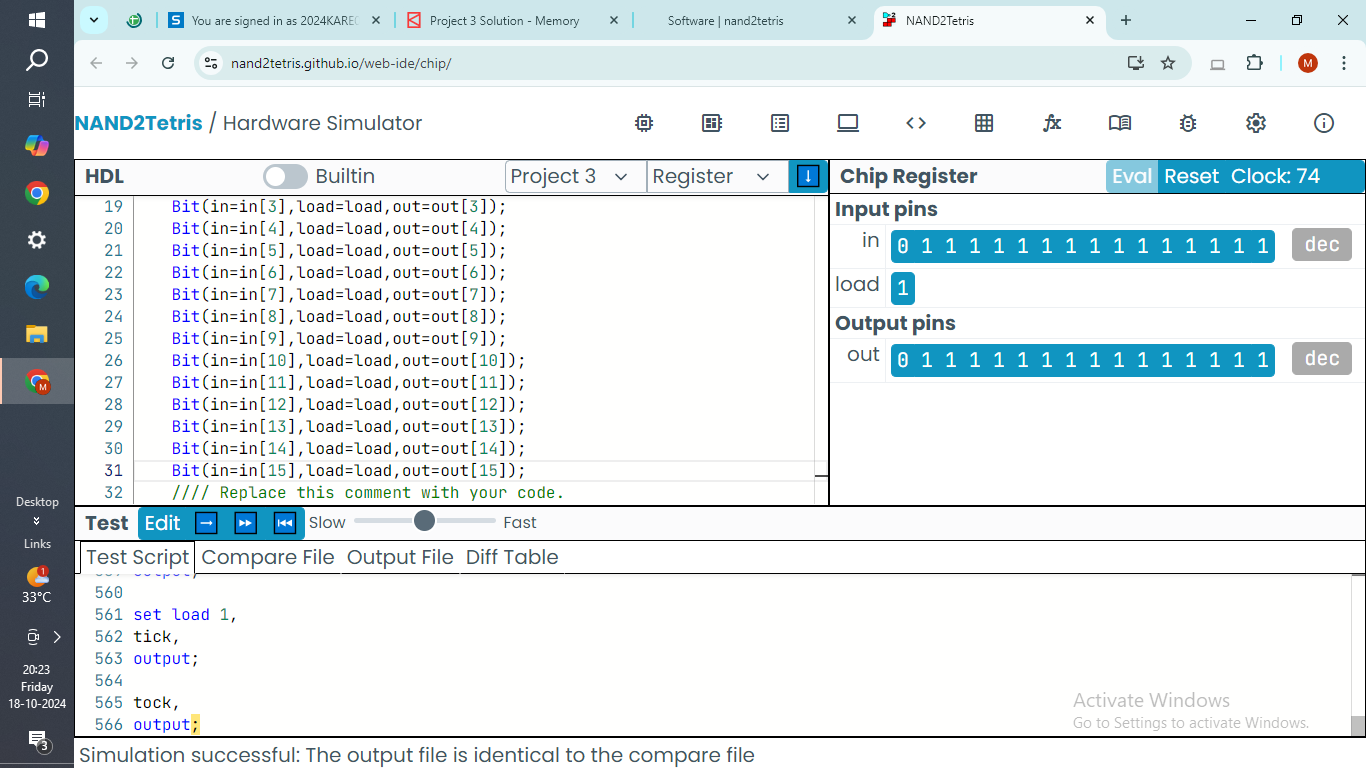 You are signed in as 2024KAREC
Project 3 Solution - Memory
Software | nand2tetris
NAND2Tetris
nand2tetris.github.io/web-ide/chip/
M
NAND2Tetris / Hardware Simulator
HDL
Builtin
Project 3
Register
19 Bit(in=in[3],load=load,out=out[3]);
20 Bit(in=in[4],load=load,out=out[4]);
21 Bit(in=in[5],load=load,out=out[5]);
22 Bit(in=in[6],load=load,out=out[6]);
23 Bit(in=in[7],load=load,out=out[7]);
24 Bit(in=in[8],load=load,out=out[8]);
25 Bit(in=in[9],load=load,out=out[9]);
26 Bit(in=in[10],load=load,out=out[10]);
27 Bit(in=in[11],load=load,out=out[11]);
28 Bit(in=in[12],load=load,out=out[12]);
29 Bit(in=in[13],load=load,out=out[13]);
30 Bit(in=in[14],load=load,out=out[14]);
31 Bit(in=in[15],load=load,out=out[15]);
32 //// Replace this comment with your code.
Chip Register
Eval Reset Clock: 74
Input pins
in 0 1 1 1 1 1 1 1 1 1 1 1 1 1 1 1 dec
load 1
Output pins
out 0 1 1 1 1 1 1 1 1 1 1 1 1 1 1 1 dec
Test Edit Slow Fast
Test Script Compare File Output File Diff Table
560
561 set load 1,
562 tick,
563 output;
564
565 tock,
566 output;
Simulation successful: The output file is identical to the compare file
Activate Windows
Go to Settings to activate Windows.
M
Desktop
Links
1
33°C
20:23
Friday
18-10-2024
3